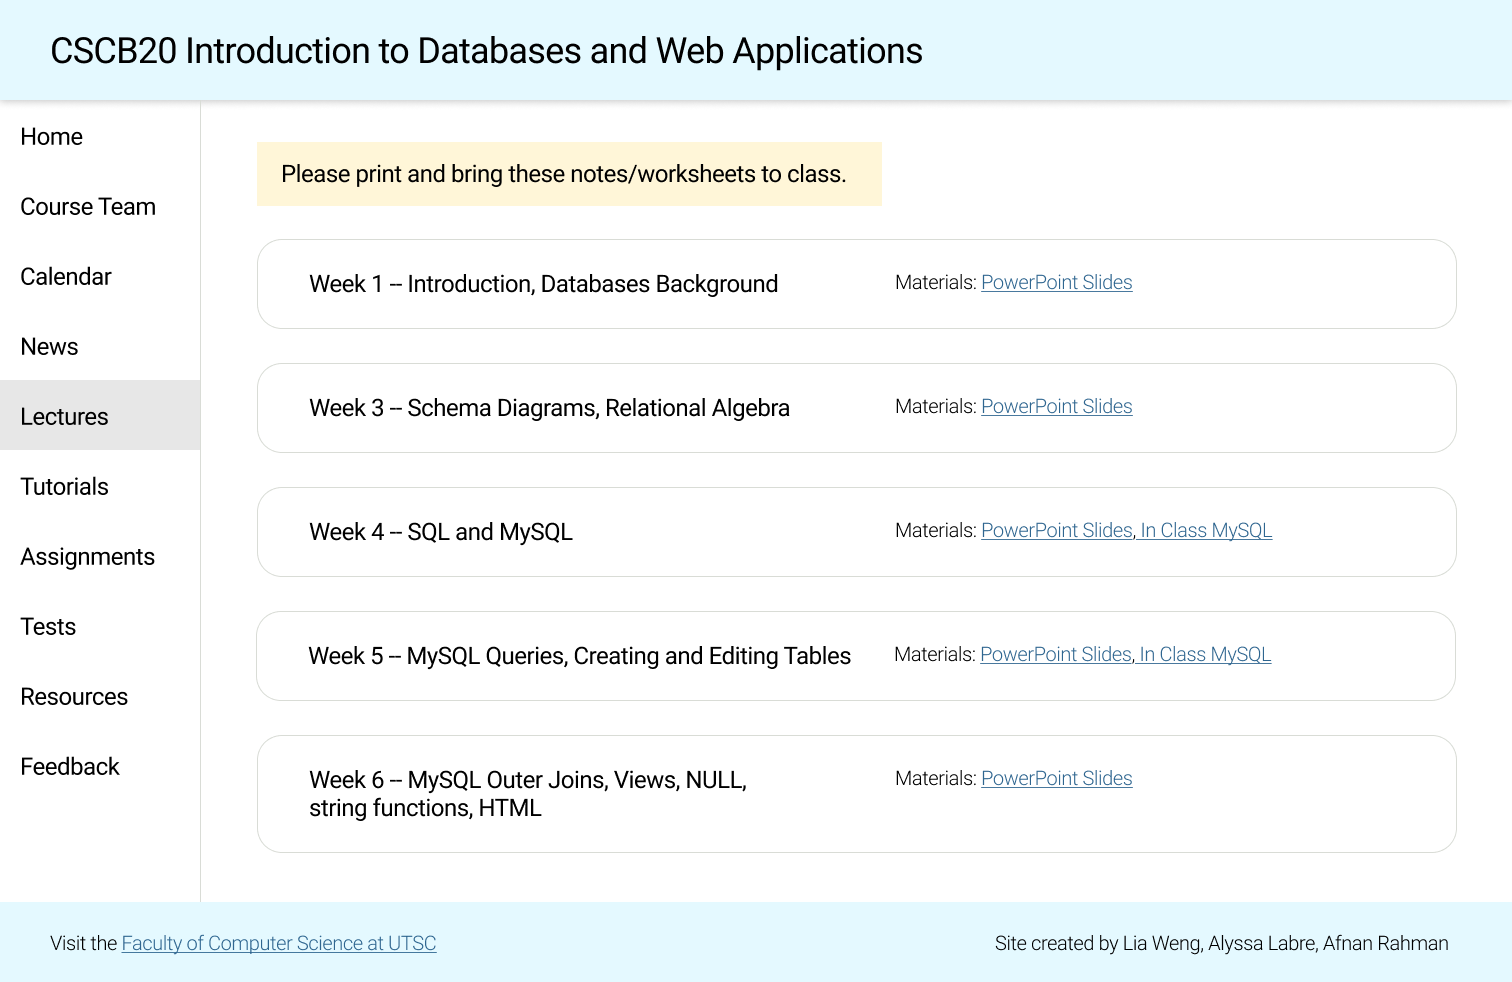 CSCB20 Introduction to Databases and Web Applications
Home
Course Team
Calendar
News
Lectures
Tutorials
Assignments
Tests
Resources
Feedback
Please print and bring these notes/worksheets to class.
Week 1 -- Introduction, Databases Background
Materials: PowerPoint Slides
Week 3 -- Schema Diagrams, Relational Algebra
Materials: PowerPoint Slides
Week 4 -- SQL and MySQL
Materials: PowerPoint Slides, In Class MySQL
Week 5 -- MySQL Queries, Creating and Editing Tables
Materials: PowerPoint Slides, In Class MySQL
Week 6 -- MySQL Outer Joins, Views, NULL,
string functions, HTML
Materials: PowerPoint Slides
Visit the Faculty of Computer Science at UTSC
Site created by Lia Weng, Alyssa Labre, Afnan Rahman